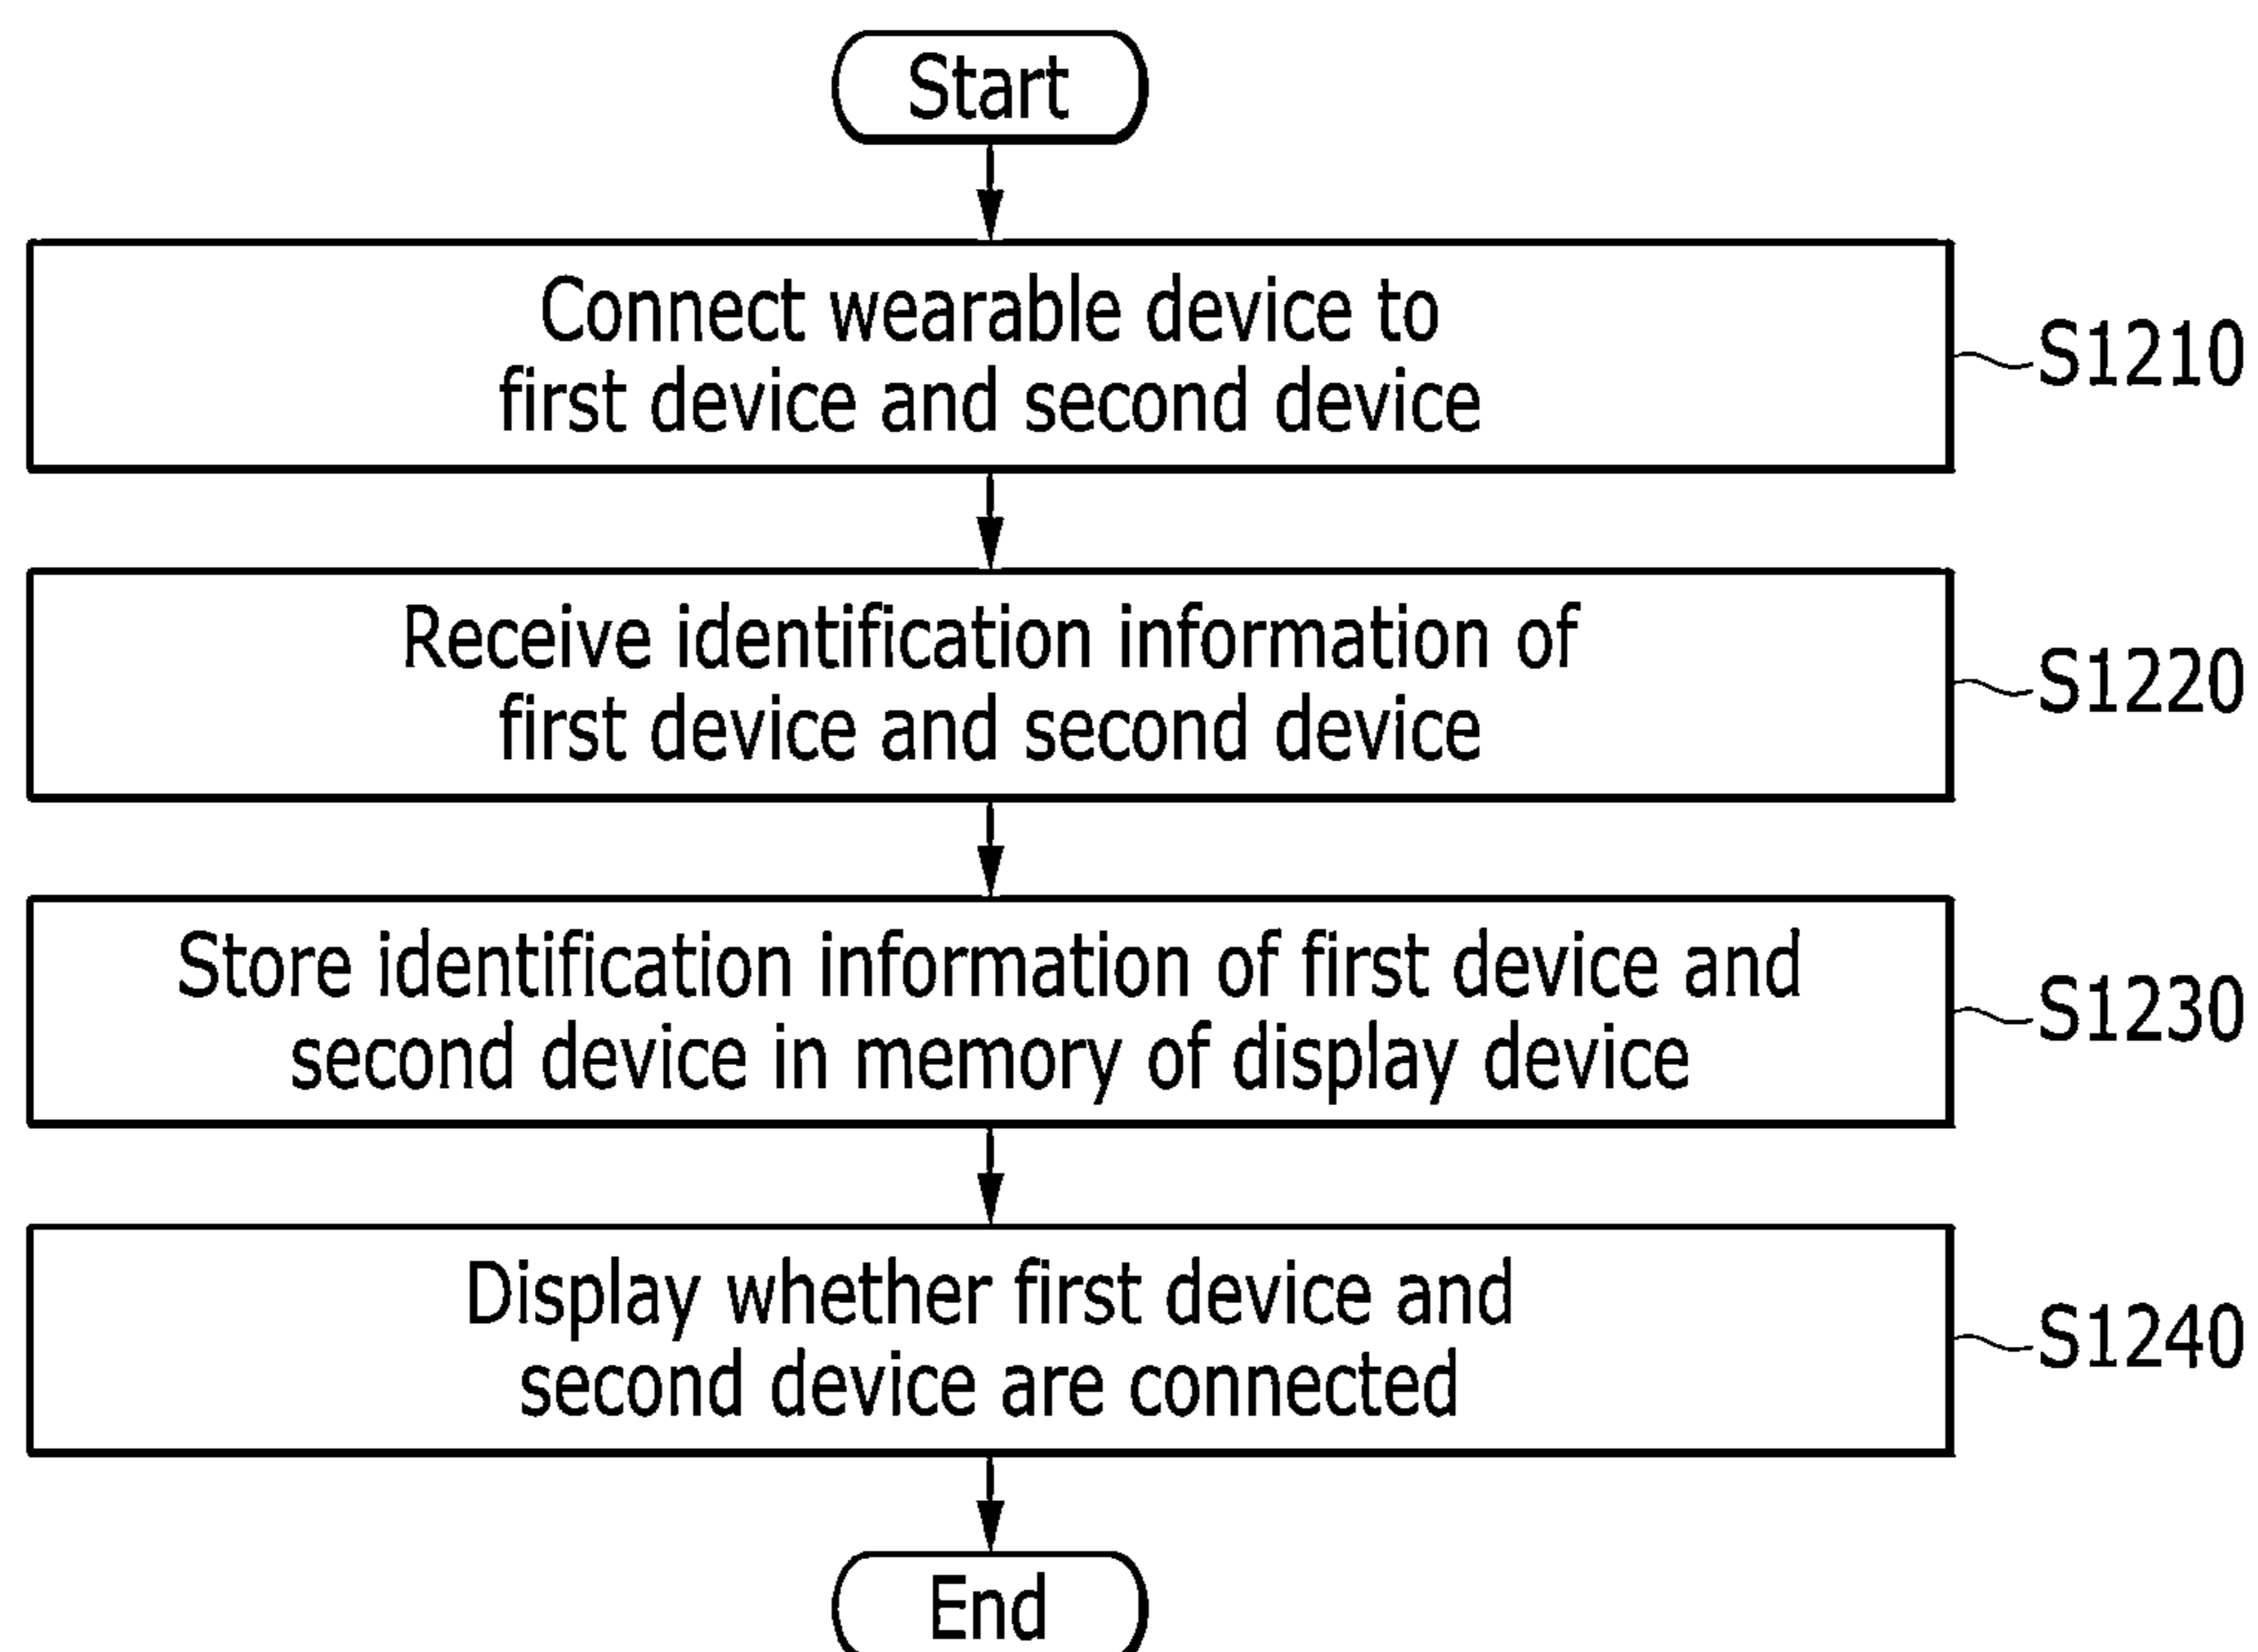 Start
Connect wearable device to
first device and second device
S1210
Receive identification information of
first device and second device
S1220
Store identification information of first device and
second device in memory of display device
S1230
Display whether first device and
second device are connected
S1240
End